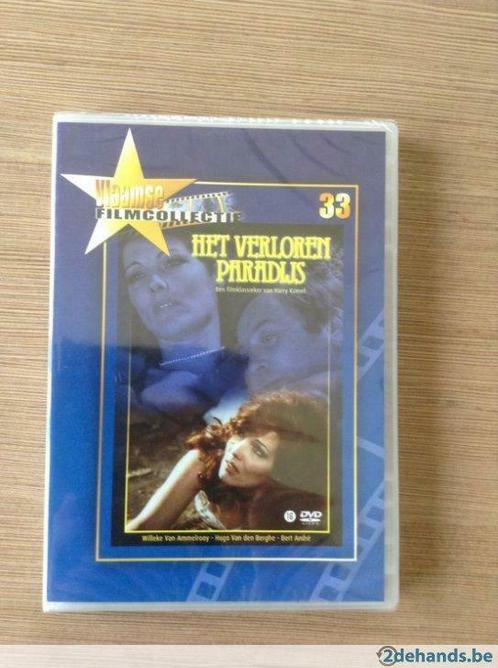 Vlaamse
FILMCOLLECTIE
33
HET VERLOREN
PARADIJS
Een filmklassieker van Harry Kümel
16
DVD
VIDEO
Willeke Van Ammelrooy - Hugo Van den Berghe - Bert André
2dehands.be